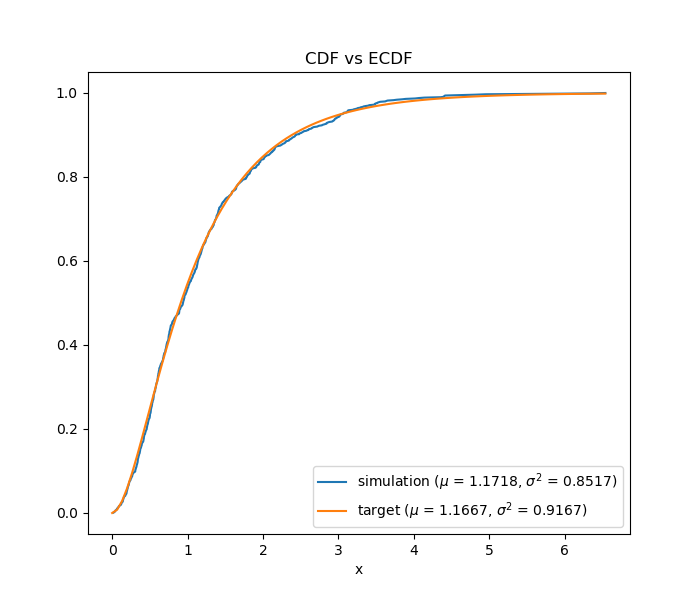 CDF vs ECDF
1.0
0.8
0.6
0.4
0.2
0.0
simulation (μ = 1.1718, σ² = 0.8517)
target (μ = 1.1667, σ² = 0.9167)
0 1 2 3 4 5 6
x